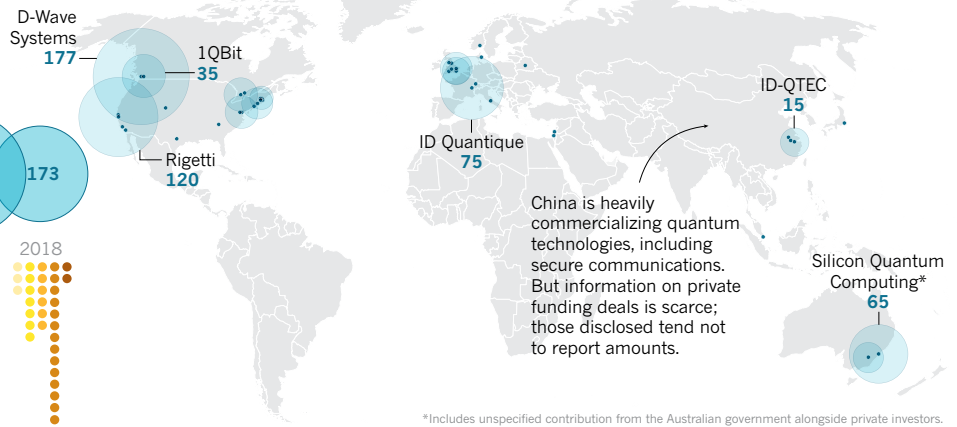 D-Wave
Systems
177
1QBit
35
Rigetti
120
173
2018
ID Quantique
75
ID-QTEC
15
China is heavily
commercializing quantum
technologies, including
secure communications.
But information on private
funding deals is scarce;
those disclosed tend not
to report amounts.
Silicon Quantum
Computing*
65
*Includes unspecified contribution from the Australian government alongside private investors.